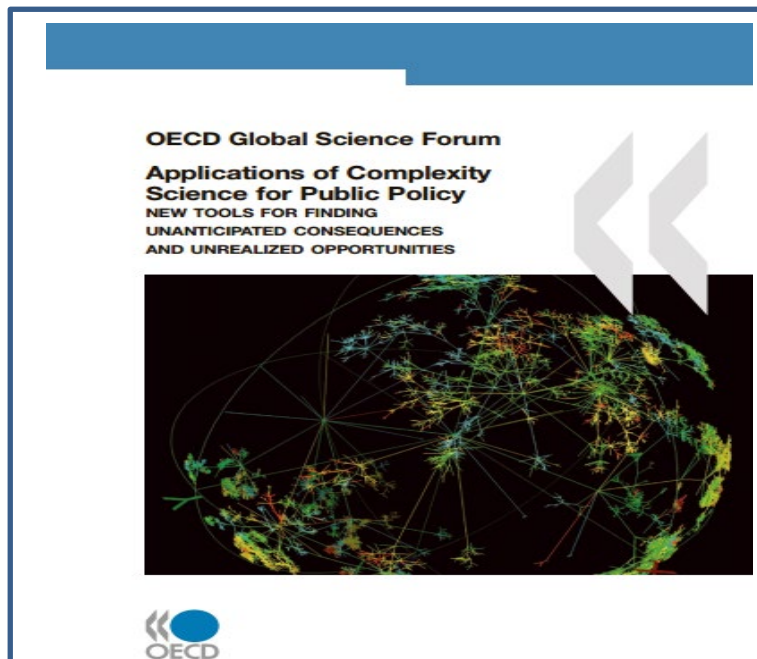 OECD Global Science Forum
Applications of Complexity
Science for Public Policy
NEW TOOLS FOR FINDING
UNANTICIPATED CONSEQUENCES
AND UNREALIZED OPPORTUNITIES
OECD